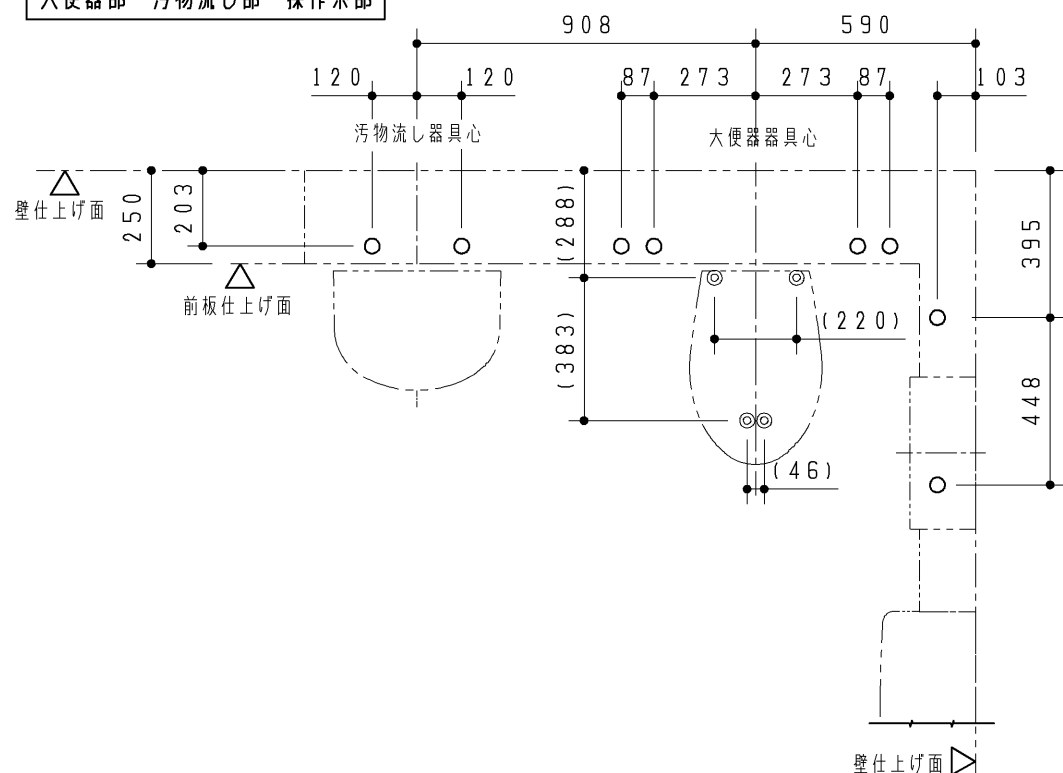 大便器部 汚物流し部 操作系部
908
590
120
120
87
273
273
87
103
汚物流し器具心
大便器器具心
壁仕上げ面
250
203
(288)
395
前板仕上げ面
(220)
(383)
448
(46)
壁仕上げ面